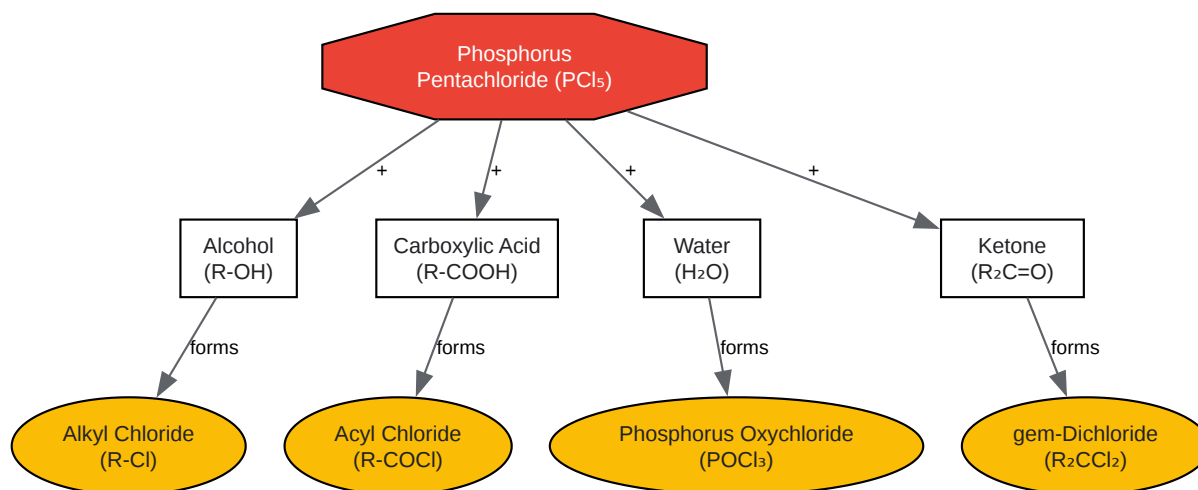 Phosphorus
Pentachloride (PCl₅)
+
+
+
+
Alcohol
(R-OH)
Carboxylic Acid
(R-COOH)
Water
(H₂O)
Ketone
(R₂C=O)
forms
forms
forms
forms
Alkyl Chloride
(R-Cl)
Acyl Chloride
(R-COCl)
Phosphorus Oxychloride
(POCl₃)
gem-Dichloride
(R₂CCl₂)